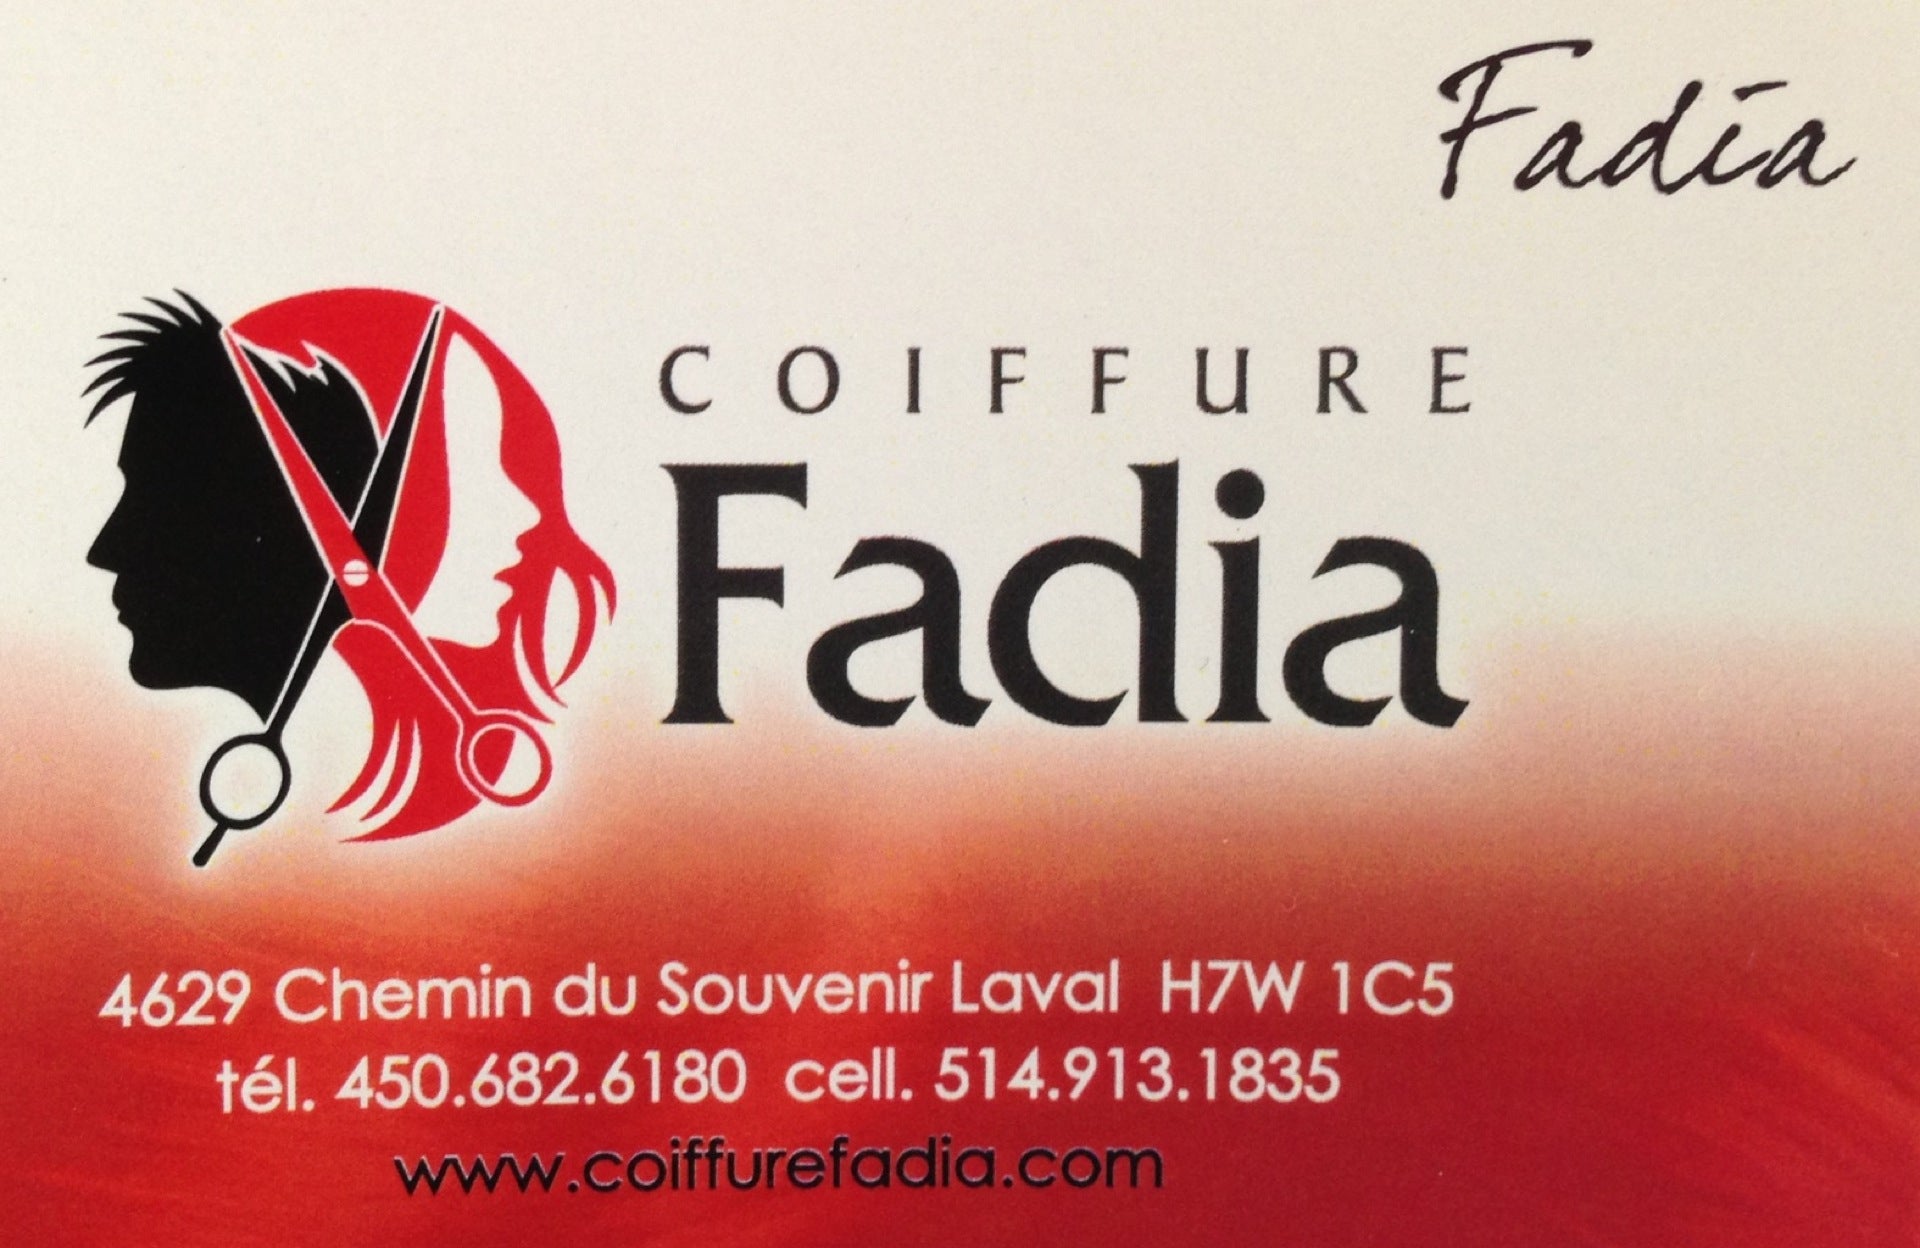 Fadia
COIFFURE
Fadia
4629 Chemin du Souvenir Laval H7W 1C5
tél. 450.682.6180 cell. 514.913.1835
www.coiffurefadia.com